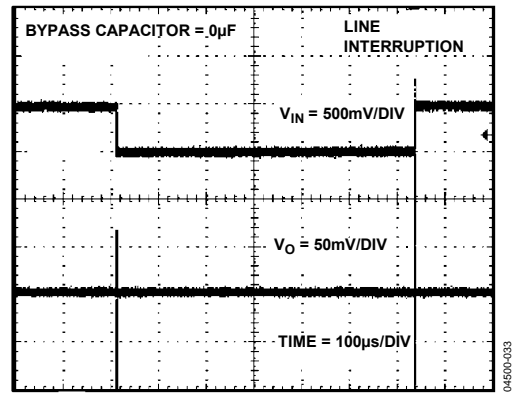 BYPASS CAPACITOR = 0µF
LINE
INTERRUPTION
V_IN = 500mV/DIV
V_O = 50mV/DIV
TIME = 100µs/DIV
04500-033